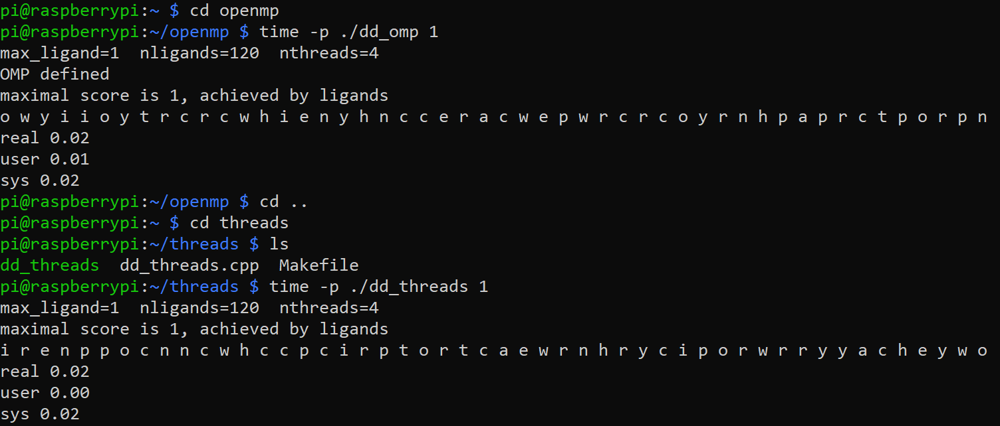 pi@raspberrypi:~ $ cd openmp
pi@raspberrypi:~/openmp $ time -p ./dd_omp 1
max_ligand=1  nligands=120  nthreads=4
OMP defined
maximal score is 1, achieved by ligands
o w y i i o y t r c r c w h i e n y h n c c e r a c w e p w r c r c o y r n h p a p r c t p o r p n
real 0.02
user 0.01
sys 0.02
pi@raspberrypi:~/openmp $ cd ..
pi@raspberrypi:~ $ cd threads
pi@raspberrypi:~/threads $ ls
dd_threads  dd_threads.cpp  Makefile
pi@raspberrypi:~/threads $ time -p ./dd_threads 1
max_ligand=1  nligands=120  nthreads=4
maximal score is 1, achieved by ligands
i r e n p p o c n n c w h c c p c i r p t o r t c a e w r n h r y c i p o r w r r y y a c h e y w o
real 0.02
user 0.00
sys 0.02